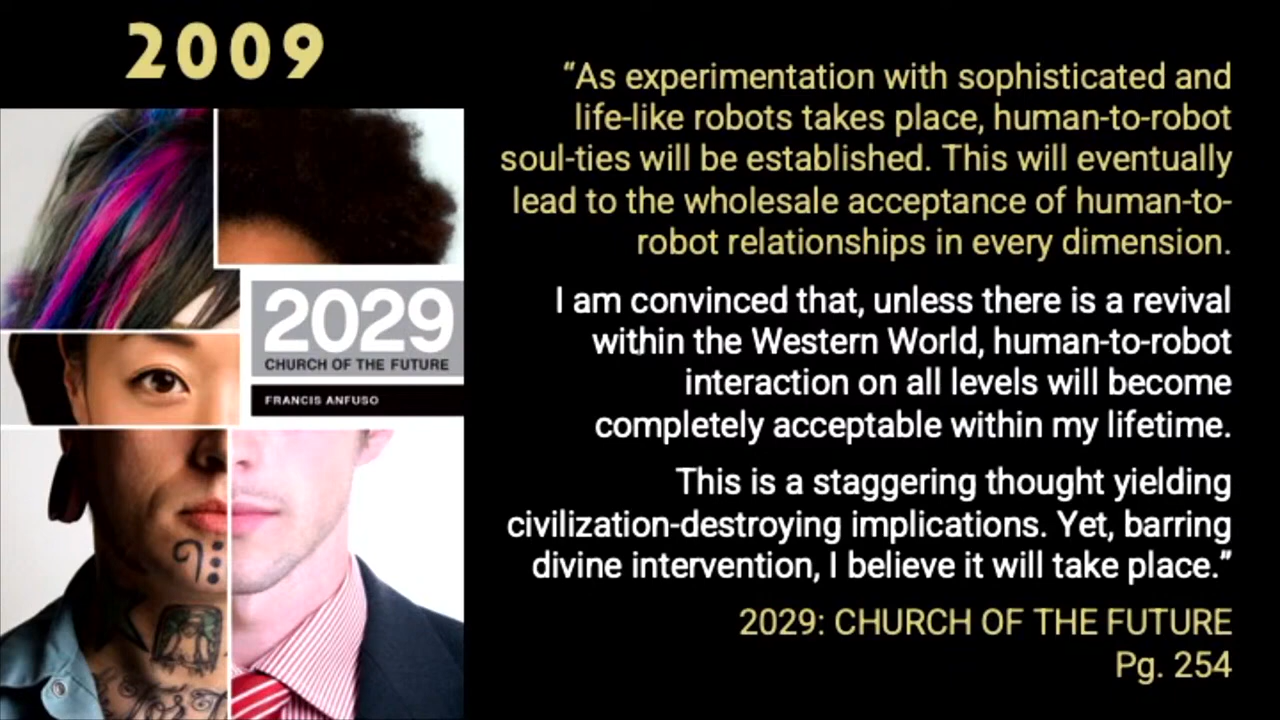 2009
2029
CHURCH OF THE FUTURE
FRANCIS ANFUSO
“As experimentation with sophisticated and
life-like robots takes place, human-to-robot
soul-ties will be established. This will eventually
lead to the wholesale acceptance of human-to-
robot relationships in every dimension.
I am convinced that, unless there is a revival
within the Western World, human-to-robot
interaction on all levels will become
completely acceptable within my lifetime.
This is a staggering thought yielding
civilization-destroying implications. Yet, barring
divine intervention, I believe it will take place.”
2029: CHURCH OF THE FUTURE
Pg. 254